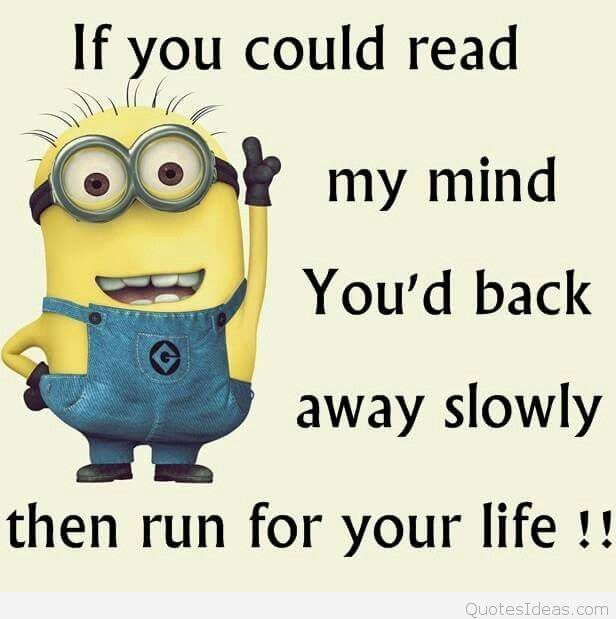 If you could read
my mind
You'd back
away slowly
then run for your life !!
QuotesIdeas.com